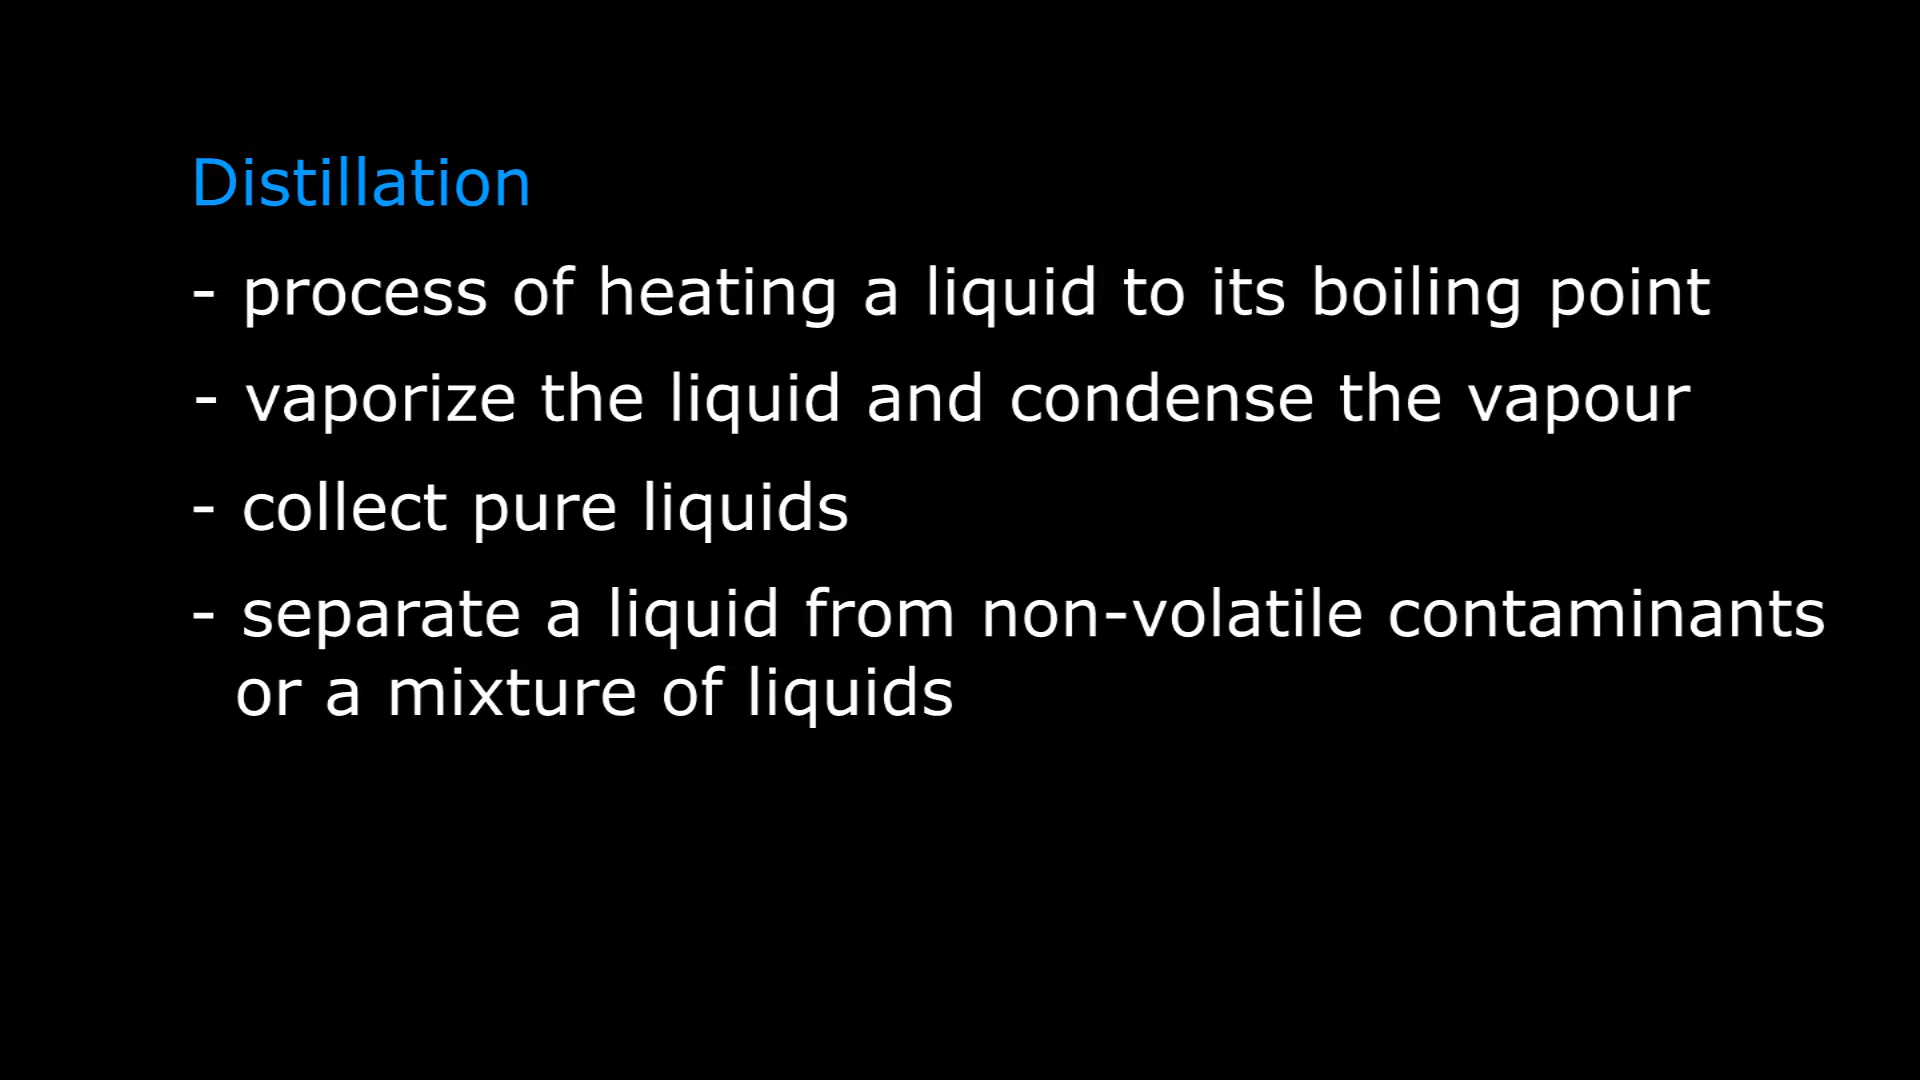 Distillation
- process of heating a liquid to its boiling point
- vaporize the liquid and condense the vapour
- collect pure liquids
- separate a liquid from non-volatile contaminants
or a mixture of liquids